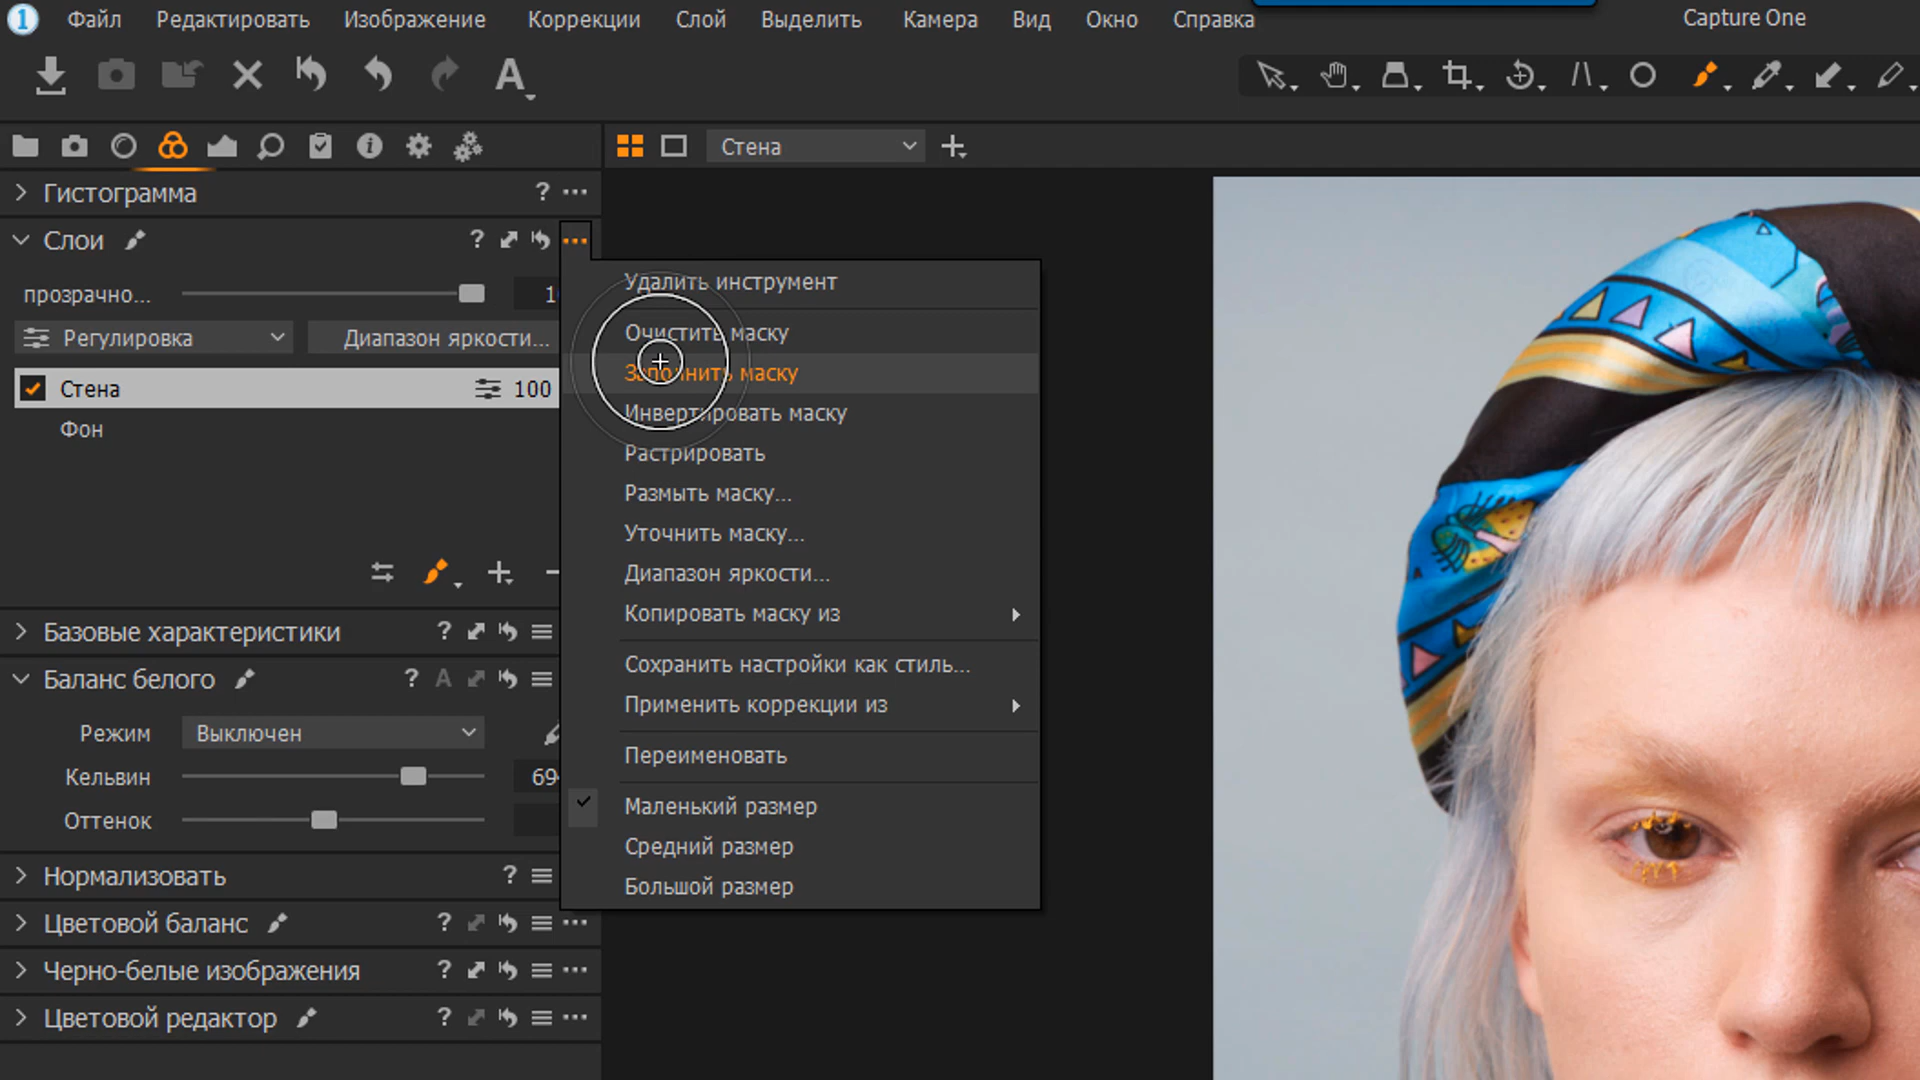 Файл Редактировать Изображение Коррекции Слой Выделить Камера Вид Окно Справка Capture One
Стена
Гистограмма
Слои
прозрачно...
Регулировка Диапазон яркости...
Стена 100
Фон
Удалить инструмент
Очистить маску
Заполнить маску
Инвертировать маску
Растрировать
Размыть маску...
Уточнить маску...
Диапазон яркости...
Копировать маску из
Сохранить настройки как стиль...
Применить коррекции из
Переименовать
Маленький размер
Средний размер
Большой размер
Базовые характеристики
Баланс белого
Режим Выключен
Кельвин
Оттенок
Нормализовать
Цветовой баланс
Черно-белые изображения
Цветовой редактор